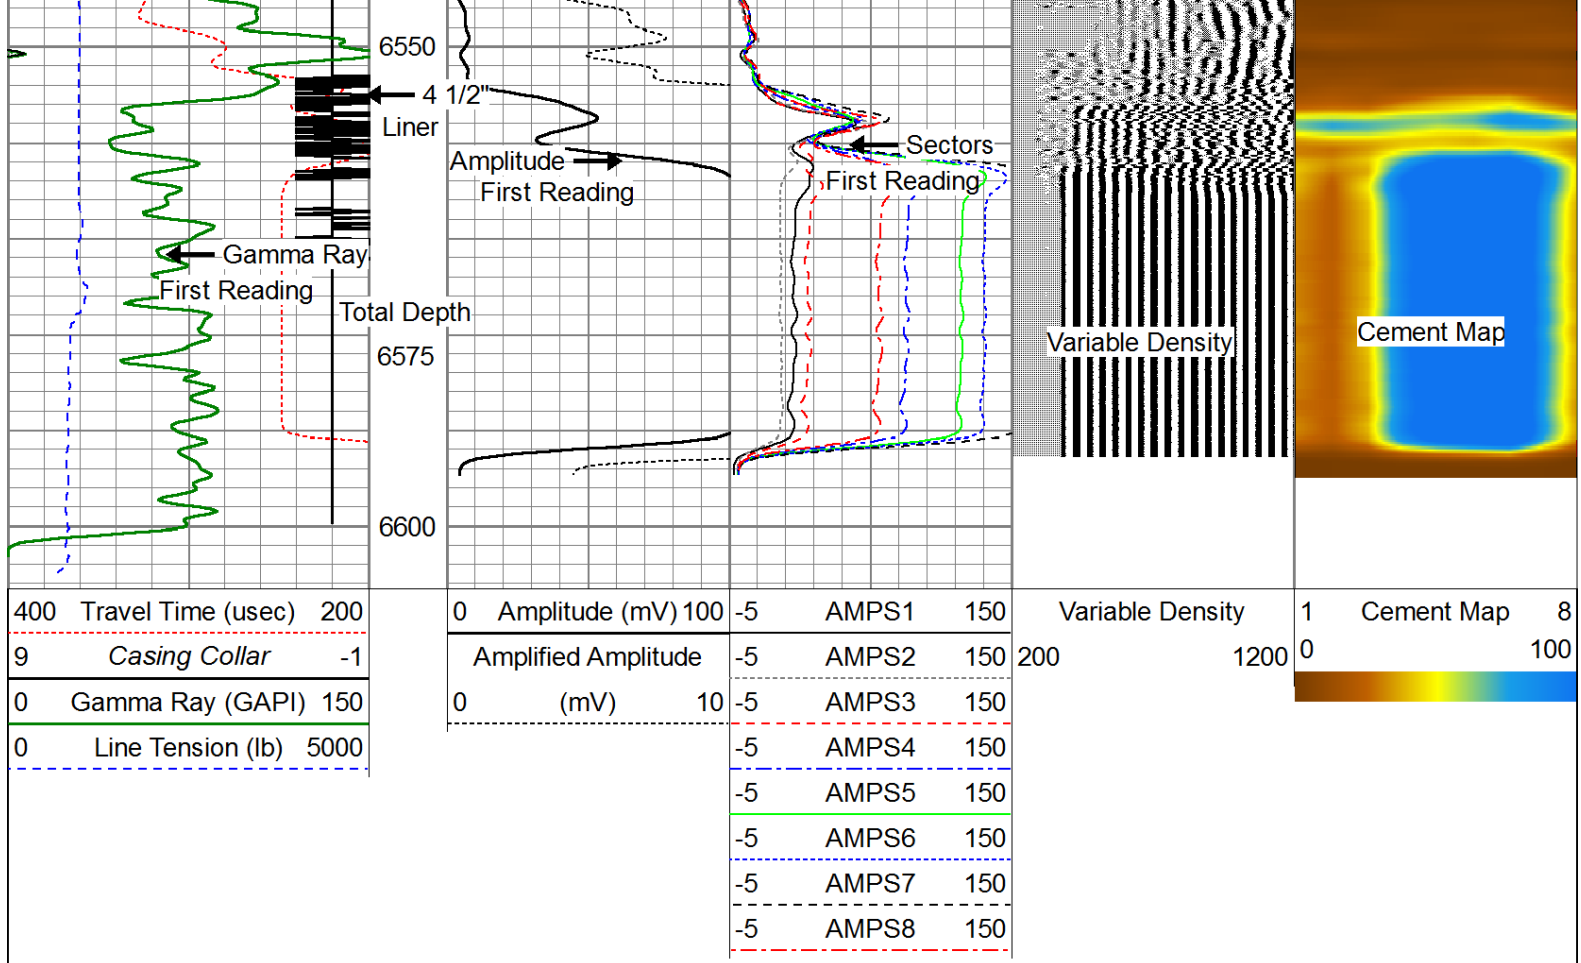 6550
4 1/2"
Liner
Amplitude
First Reading
Sectors
First Reading
Gamma Ray
First Reading
Total Depth
6575
Variable Density
Cement Map
6600
400 Travel Time (usec) 200
9 Casing Collar -1
0 Gamma Ray (GAPI) 150
0 Line Tension (lb) 5000
0 Amplitude (mV) 100
Amplified Amplitude
0 (mV) 10
-5 AMPS1 150
-5 AMPS2 150
-5 AMPS3 150
-5 AMPS4 150
-5 AMPS5 150
-5 AMPS6 150
-5 AMPS7 150
-5 AMPS8 150
Variable Density
200 1200
1 Cement Map 8
0 100